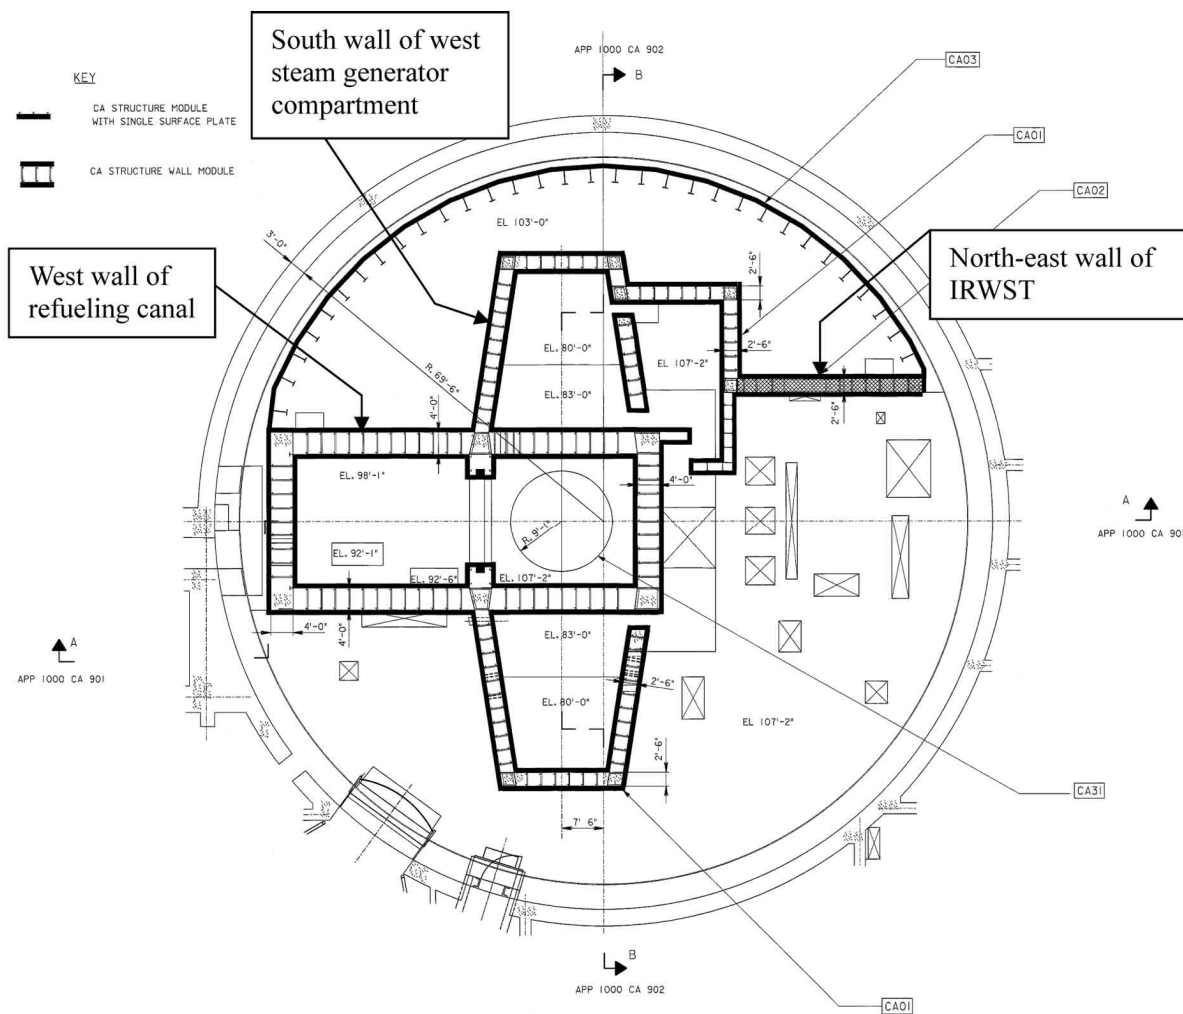 South wall of west
steam generator
compartment
APP 1000 CA 902
B
CA03
KEY
CA STRUCTURE MODULE
WITH SINGLE SURFACE PLATE
CA01
CA STRUCTURE WALL MODULE
CA02
EL 103'-0"
3'-0"
North-east wall of
IRWST
West wall of
refueling canal
2'-6"
EL. 80'-0"
2'-6"
EL 107'-2"
R. 69'-6"
EL. 83'-0"
2'-6"
4'-0"
EL. 98'-1"
4'-0"
A
APP 1000 CA 901
R. 9'-1"
EL. 92'-1"
EL. 92'-6"
EL. 107'-2"
4'-0"
4'-0"
EL. 83'-0"
A
APP 1000 CA 901
2'-6"
EL. 80'-0"
EL 107'-2"
2'-6"
CA31
7' 6"
B
APP 1000 CA 902
CA01